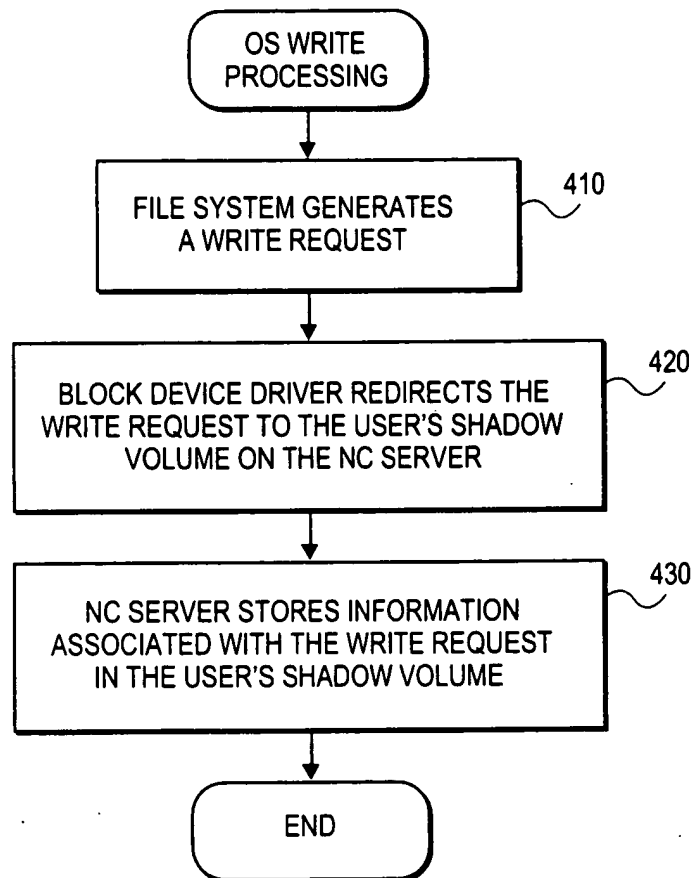 OS WRITE
PROCESSING
FILE SYSTEM GENERATES
A WRITE REQUEST
410
BLOCK DEVICE DRIVER REDIRECTS THE
WRITE REQUEST TO THE USER'S SHADOW
VOLUME ON THE NC SERVER
420
NC SERVER STORES INFORMATION
ASSOCIATED WITH THE WRITE REQUEST
IN THE USER'S SHADOW VOLUME
430
END